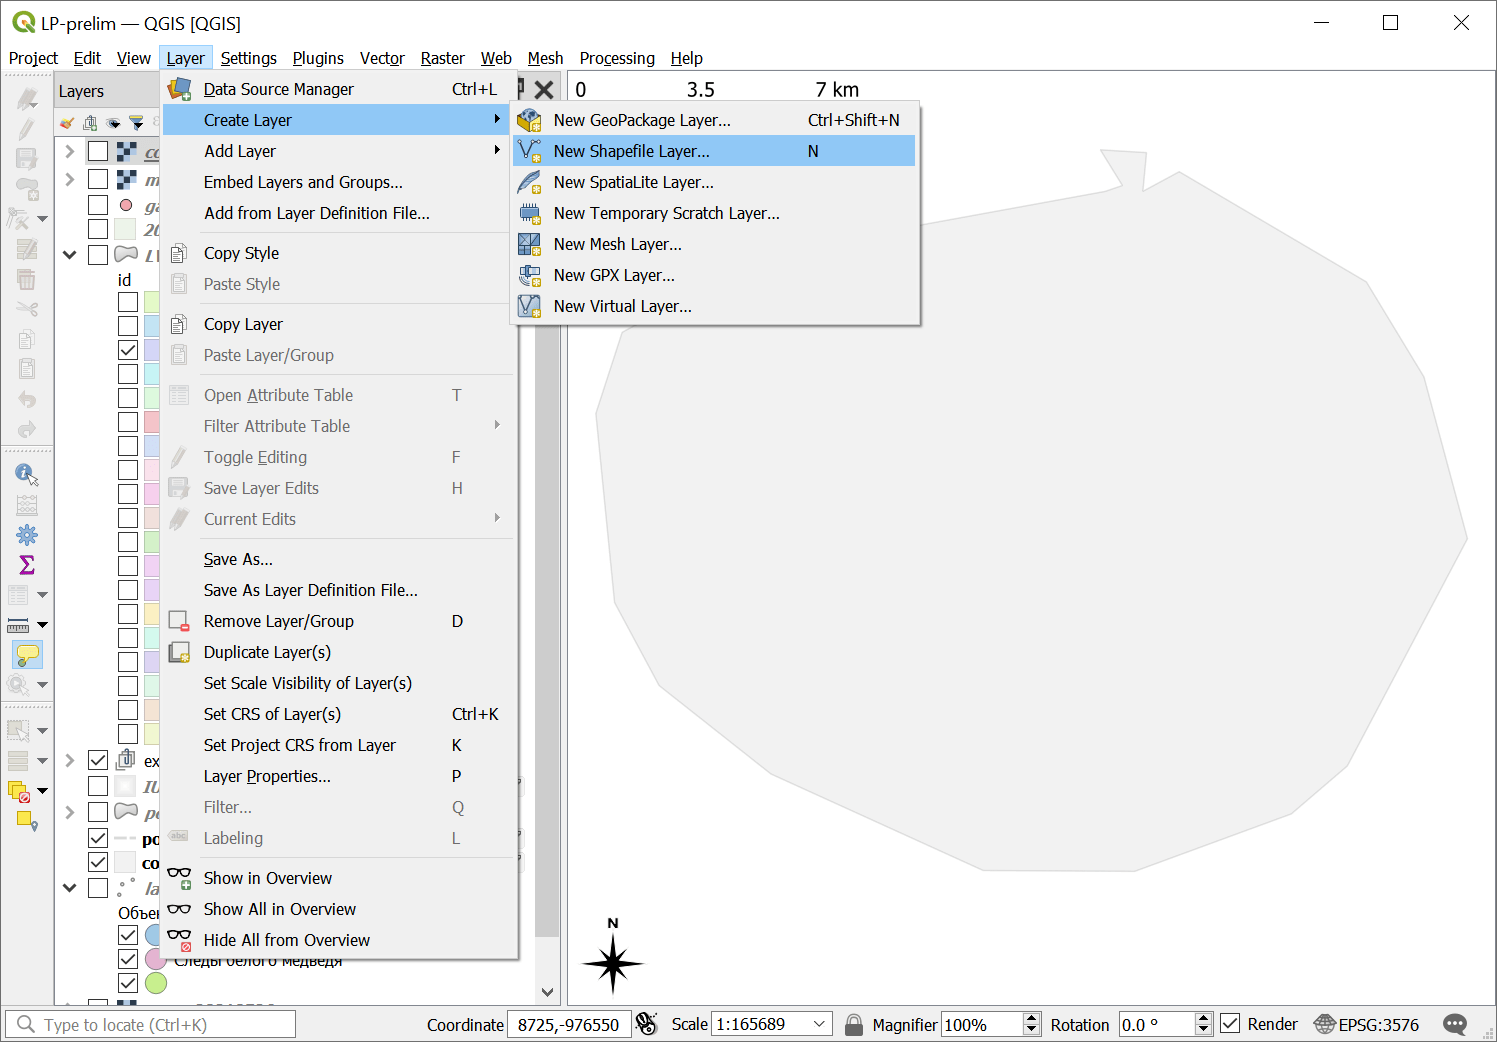 LP-prelim — QGIS [QGIS]
Project Edit View Layer Settings Plugins Vector Raster Web Mesh Processing Help
Layers
Data Source Manager Ctrl+L
Create Layer
Add Layer
Embed Layers and Groups...
Add from Layer Definition File...
Copy Style
Paste Style
Copy Layer
Paste Layer/Group
Open Attribute Table T
Filter Attribute Table
Toggle Editing F
Save Layer Edits H
Current Edits
Save As...
Save As Layer Definition File...
Remove Layer/Group D
Duplicate Layer(s)
Set Scale Visibility of Layer(s)
Set CRS of Layer(s) Ctrl+K
Set Project CRS from Layer K
Layer Properties... P
Filter... Q
Labeling L
Show in Overview
Show All in Overview
Hide All from Overview
New GeoPackage Layer... Ctrl+Shift+N
New Shapefile Layer... N
New SpatiaLite Layer...
New Temporary Scratch Layer...
New Mesh Layer...
New GPX Layer...
New Virtual Layer...
0 3.5 7 km
id
Следы белого медведя
N
Type to locate (Ctrl+K)
Coordinate 8725,-976550
Scale 1:165689
Magnifier 100%
Rotation 0.0 °
Render
EPSG:3576